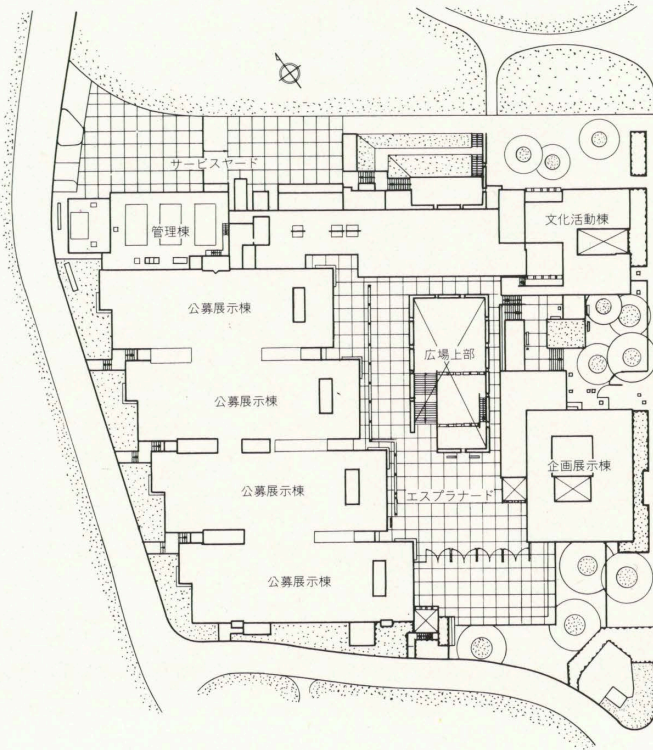 サービスヤード
管理棟
文化活動棟
公募展示棟
広場上部
公募展示棟
企画展示棟
公募展示棟
エスプラナード
公募展示棟